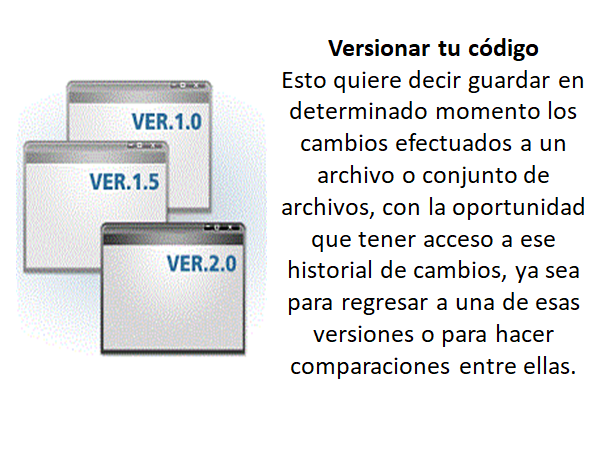 VER.1.0
VER.1.5
VER.2.0
Versionar tu código
Esto quiere decir guardar en
determinado momento los
cambios efectuados a un
archivo o conjunto de
archivos, con la oportunidad
que tener acceso a ese
historial de cambios, ya sea
para regresar a una de esas
versiones o para hacer
comparaciones entre ellas.